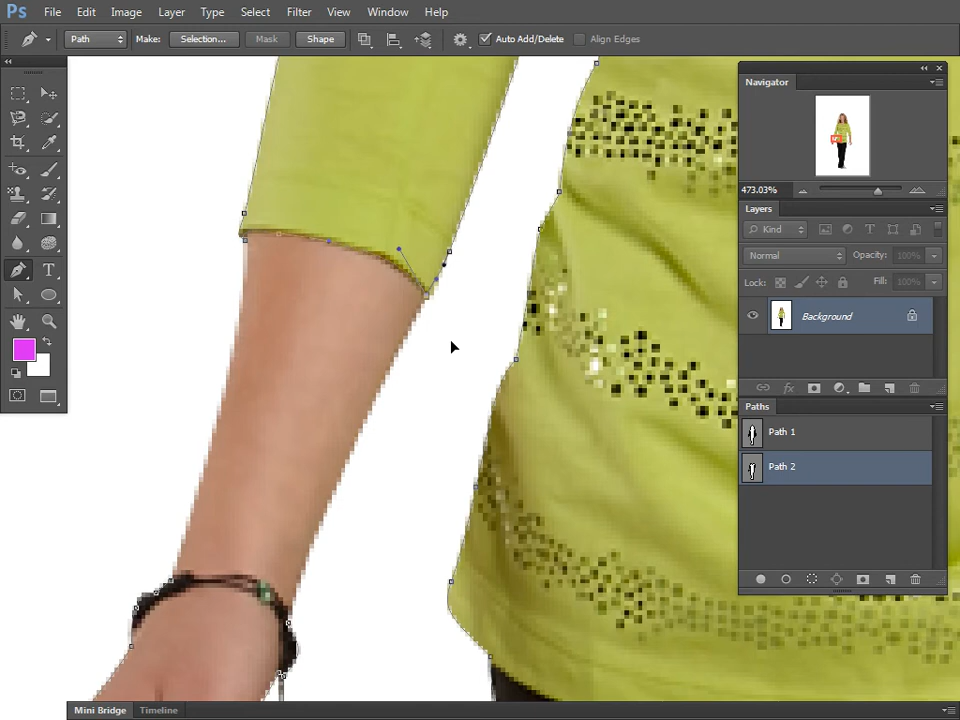 Ps File Edit Image Layer Type Select Filter View Window Help
Path Make: Selection... Mask Shape Auto Add/Delete Align Edges
Navigator
473.03%
Layers
Kind
Normal Opacity: 100%
Lock: Fill: 100%
Background
Paths
Path 1
Path 2
Mini Bridge Timeline